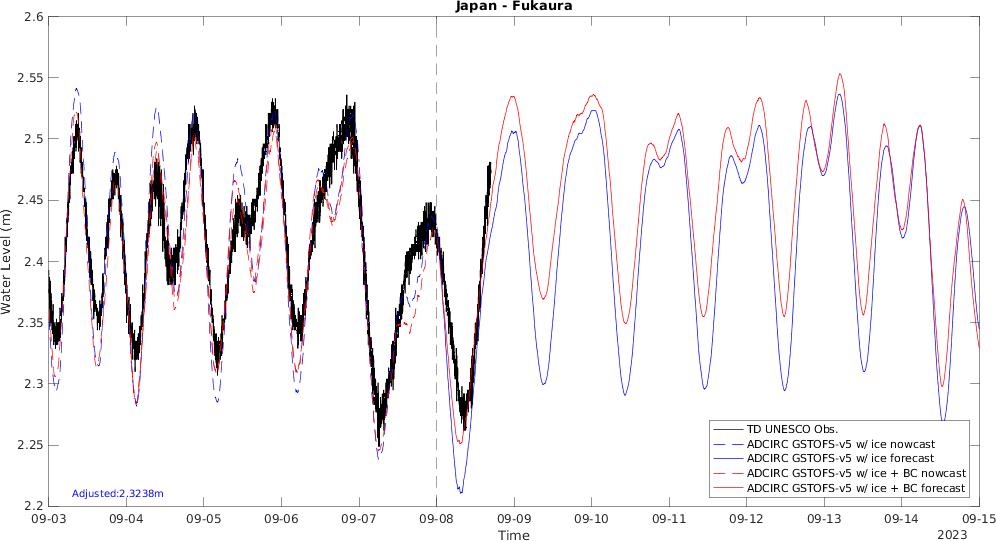 Japan - Fukaura
2.6
2.55
2.5
2.45
2.4
2.35
2.3
2.25
2.2
Water Level (m)
TD UNESCO Obs.
ADCIRC GSTOFS-v5 w/ ice nowcast
ADCIRC GSTOFS-v5 w/ ice forecast
ADCIRC GSTOFS-v5 w/ ice + BC nowcast
ADCIRC GSTOFS-v5 w/ ice + BC forecast
Adjusted:2.3238m
09-03 09-04 09-05 09-06 09-07 09-08 09-09 09-10 09-11 09-12 09-13 09-14 09-15
Time
2023